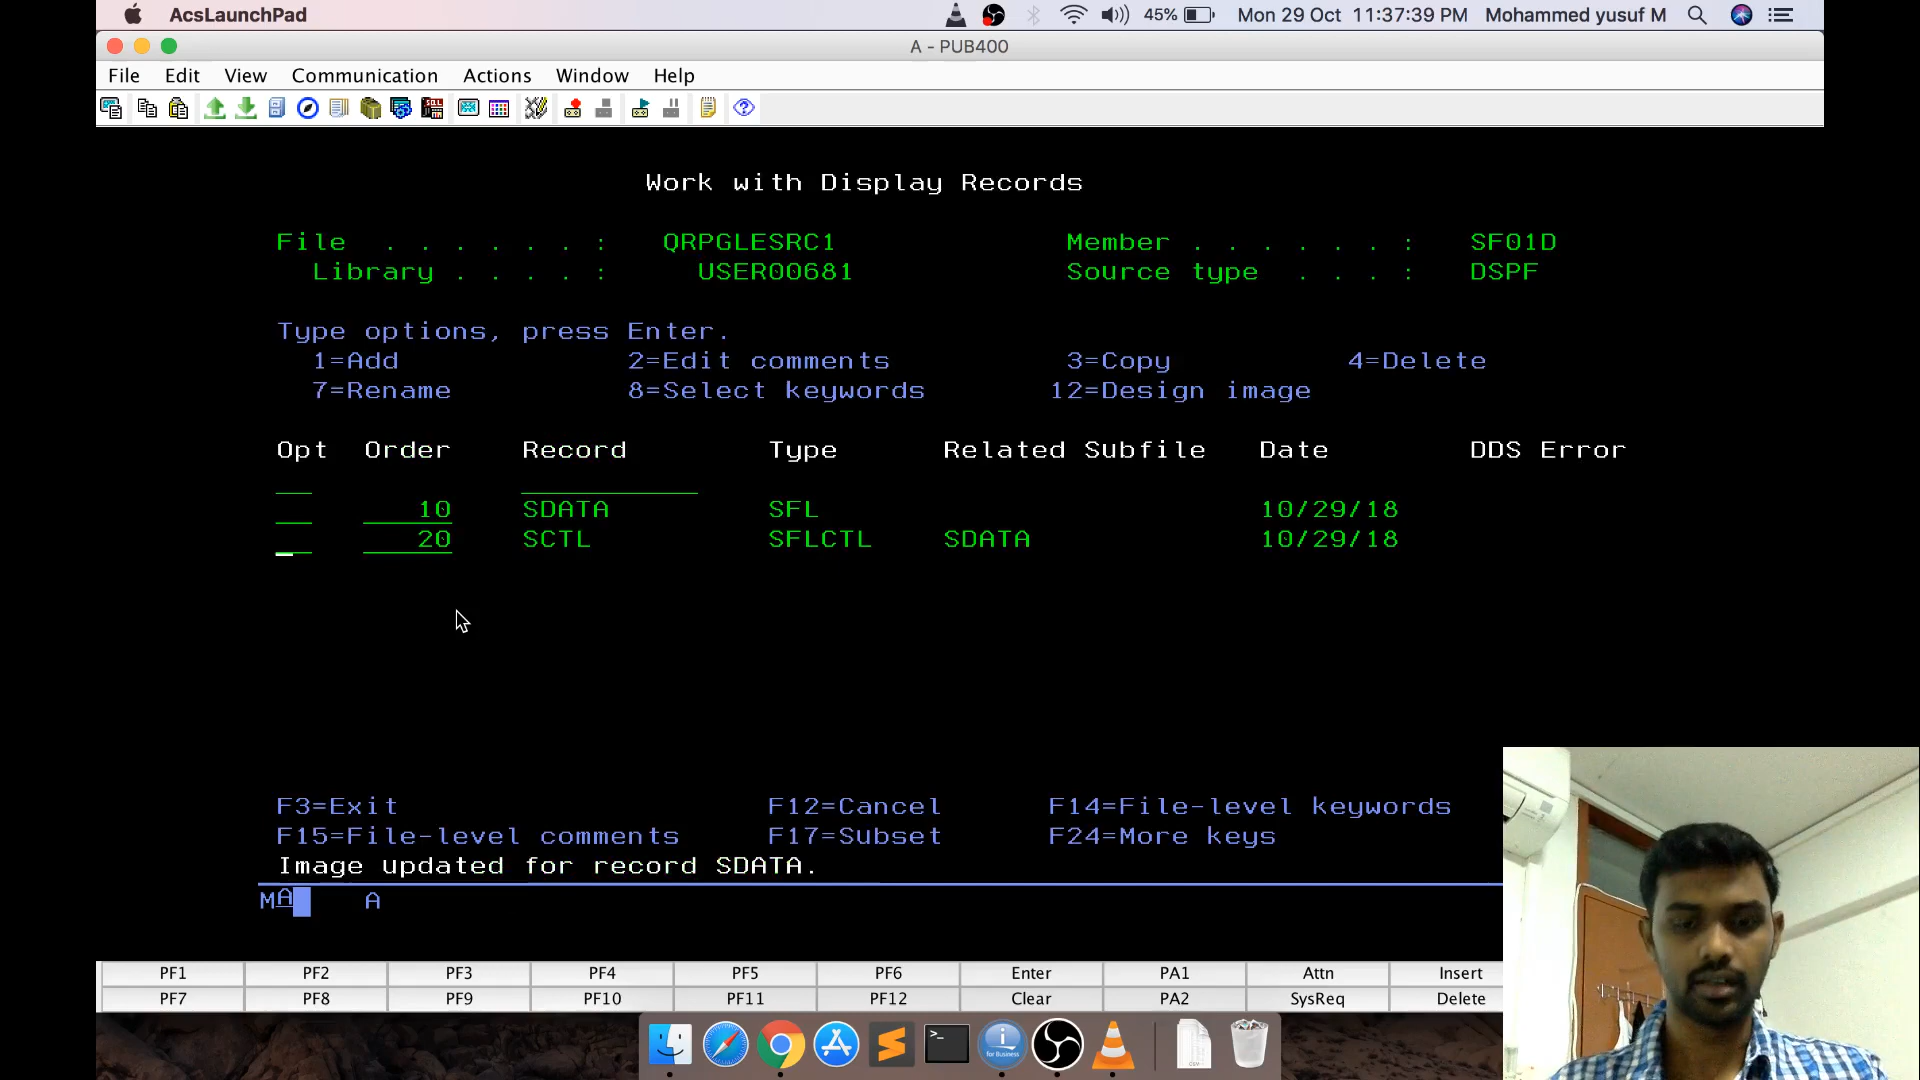 AcsLaunchPad 45% Mon 29 Oct 11:37:39 PM Mohammed yusuf M
A - PUB400
File Edit View Communication Actions Window Help
Work with Display Records
File . . . . . . : QRPGLESRC1 Member . . . . . . : SF01D
Library . . . . : USER00681 Source type . . . : DSPF
Type options, press Enter.
1=Add 2=Edit comments 3=Copy 4=Delete
7=Rename 8=Select keywords 12=Design image
Opt Order Record Type Related Subfile Date DDS Error
10 SDATA SFL 10/29/18
20 SCTL SFLCTL SDATA 10/29/18
F3=Exit F12=Cancel F14=File-level keywords
F15=File-level comments F17=Subset F24=More keys
Image updated for record SDATA.
MA A
PF1 PF2 PF3 PF4 PF5 PF6 Enter PA1 Attn Insert
PF7 PF8 PF9 PF10 PF11 PF12 Clear PA2 SysReq Delete
for Business